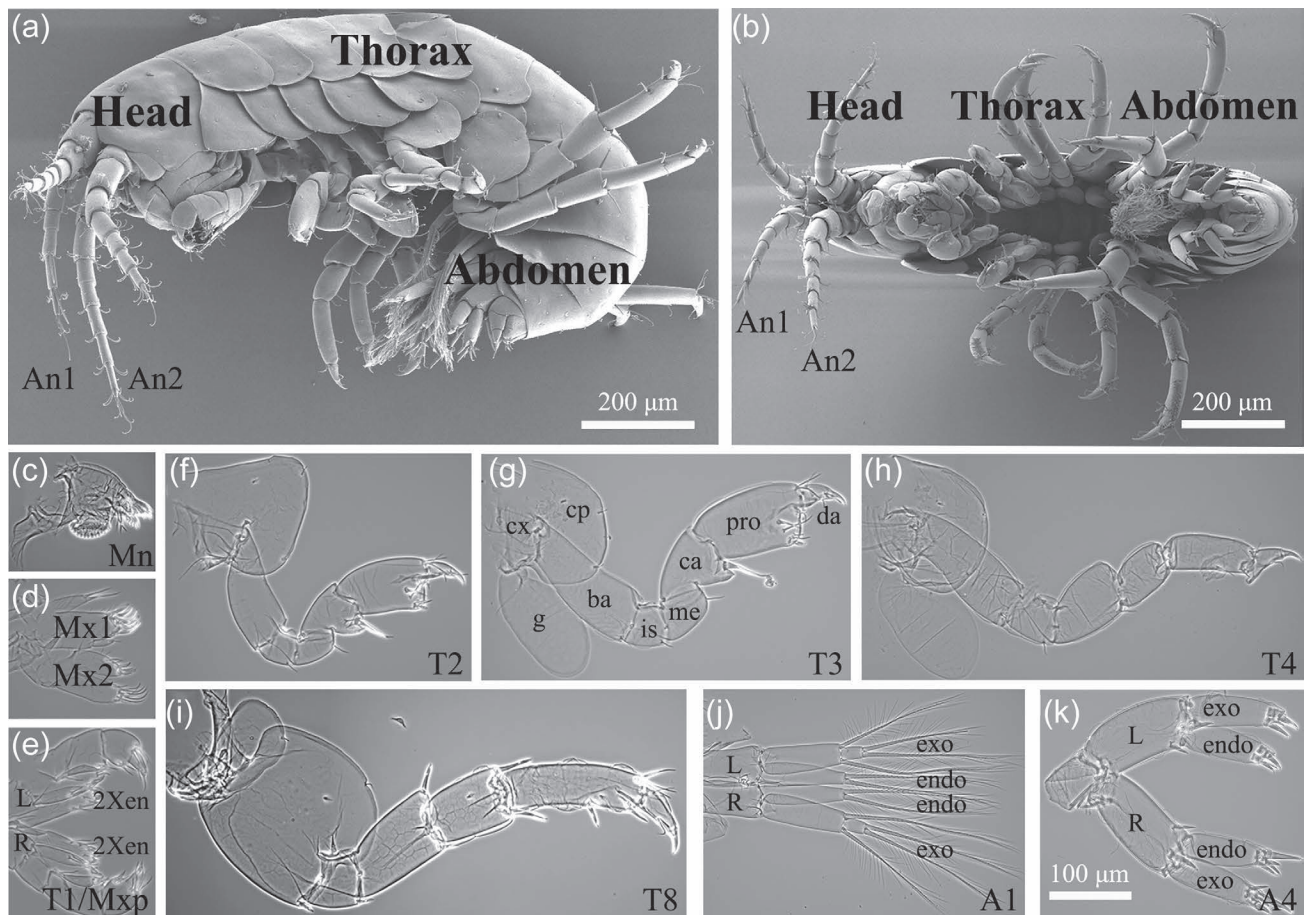 (a)
Thorax
Head
Abdomen
An1 An2
200 µm
(b)
Head Thorax Abdomen
An1
An2
200 µm
(c)
Mn
(d)
Mx1
Mx2
(e)
L 2Xen
R 2Xen
T1/Mxp
(f)
T2
(g)
cx cp pro da
ca
ba me
g is
T3
(h)
T4
(i)
T8
(j)
exo
L endo
R endo
exo
A1
(k)
exo
L endo
R
endo
exo
100 µm
A4